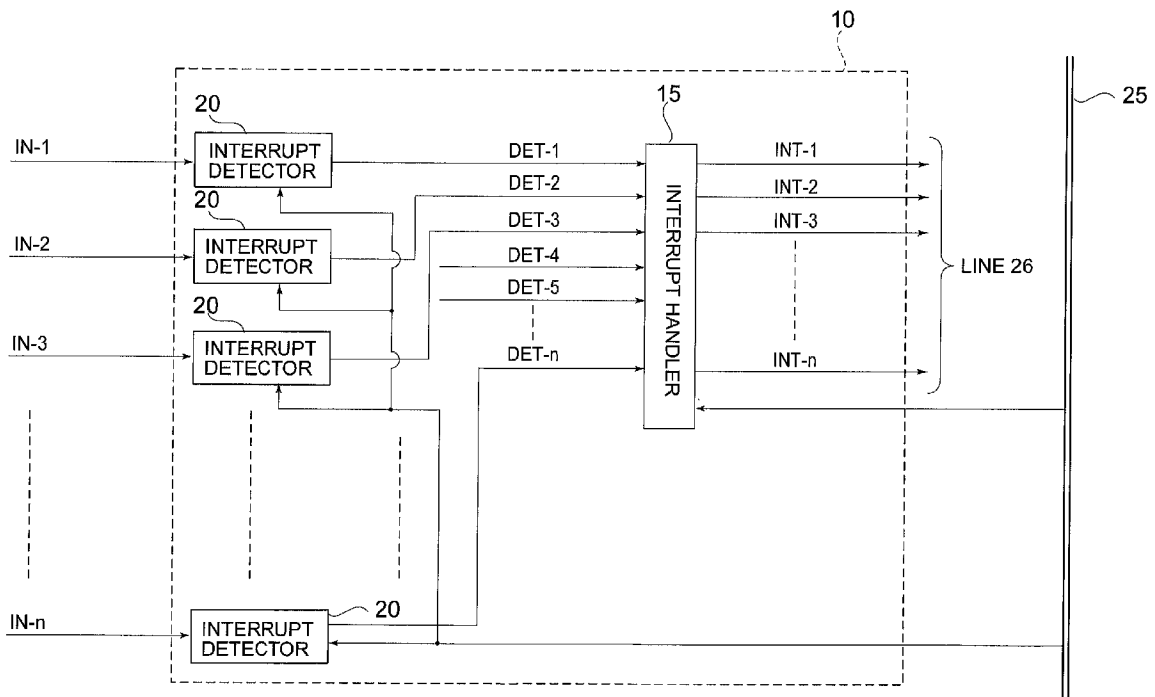 10
25
20
15
IN-1
INTERRUPT
DETECTOR
DET-1
INT-1
20
DET-2
INT-2
IN-2
INTERRUPT
DETECTOR
DET-3
INT-3
DET-4
LINE 26
20
DET-5
INTERRUPT HANDLER
IN-3
INTERRUPT
DETECTOR
DET-n
INT-n
20
IN-n
INTERRUPT
DETECTOR